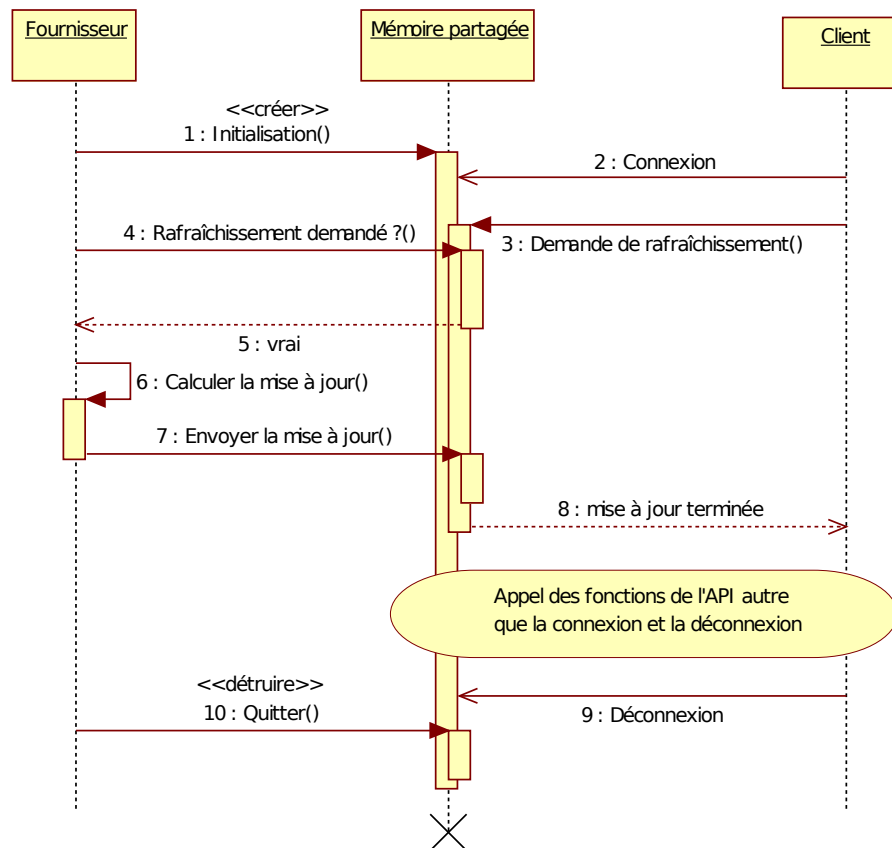 Fournisseur
Mémoire partagée
Client
<<créer>>
1 : Initialisation()
2 : Connexion
4 : Rafraîchissement demandé ?()
3 : Demande de rafraîchissement()
5 : vrai
6 : Calculer la mise à jour()
7 : Envoyer la mise à jour()
8 : mise à jour terminée
Appel des fonctions de l'API autre
que la connexion et la déconnexion
<<détruire>>
10 : Quitter()
9 : Déconnexion